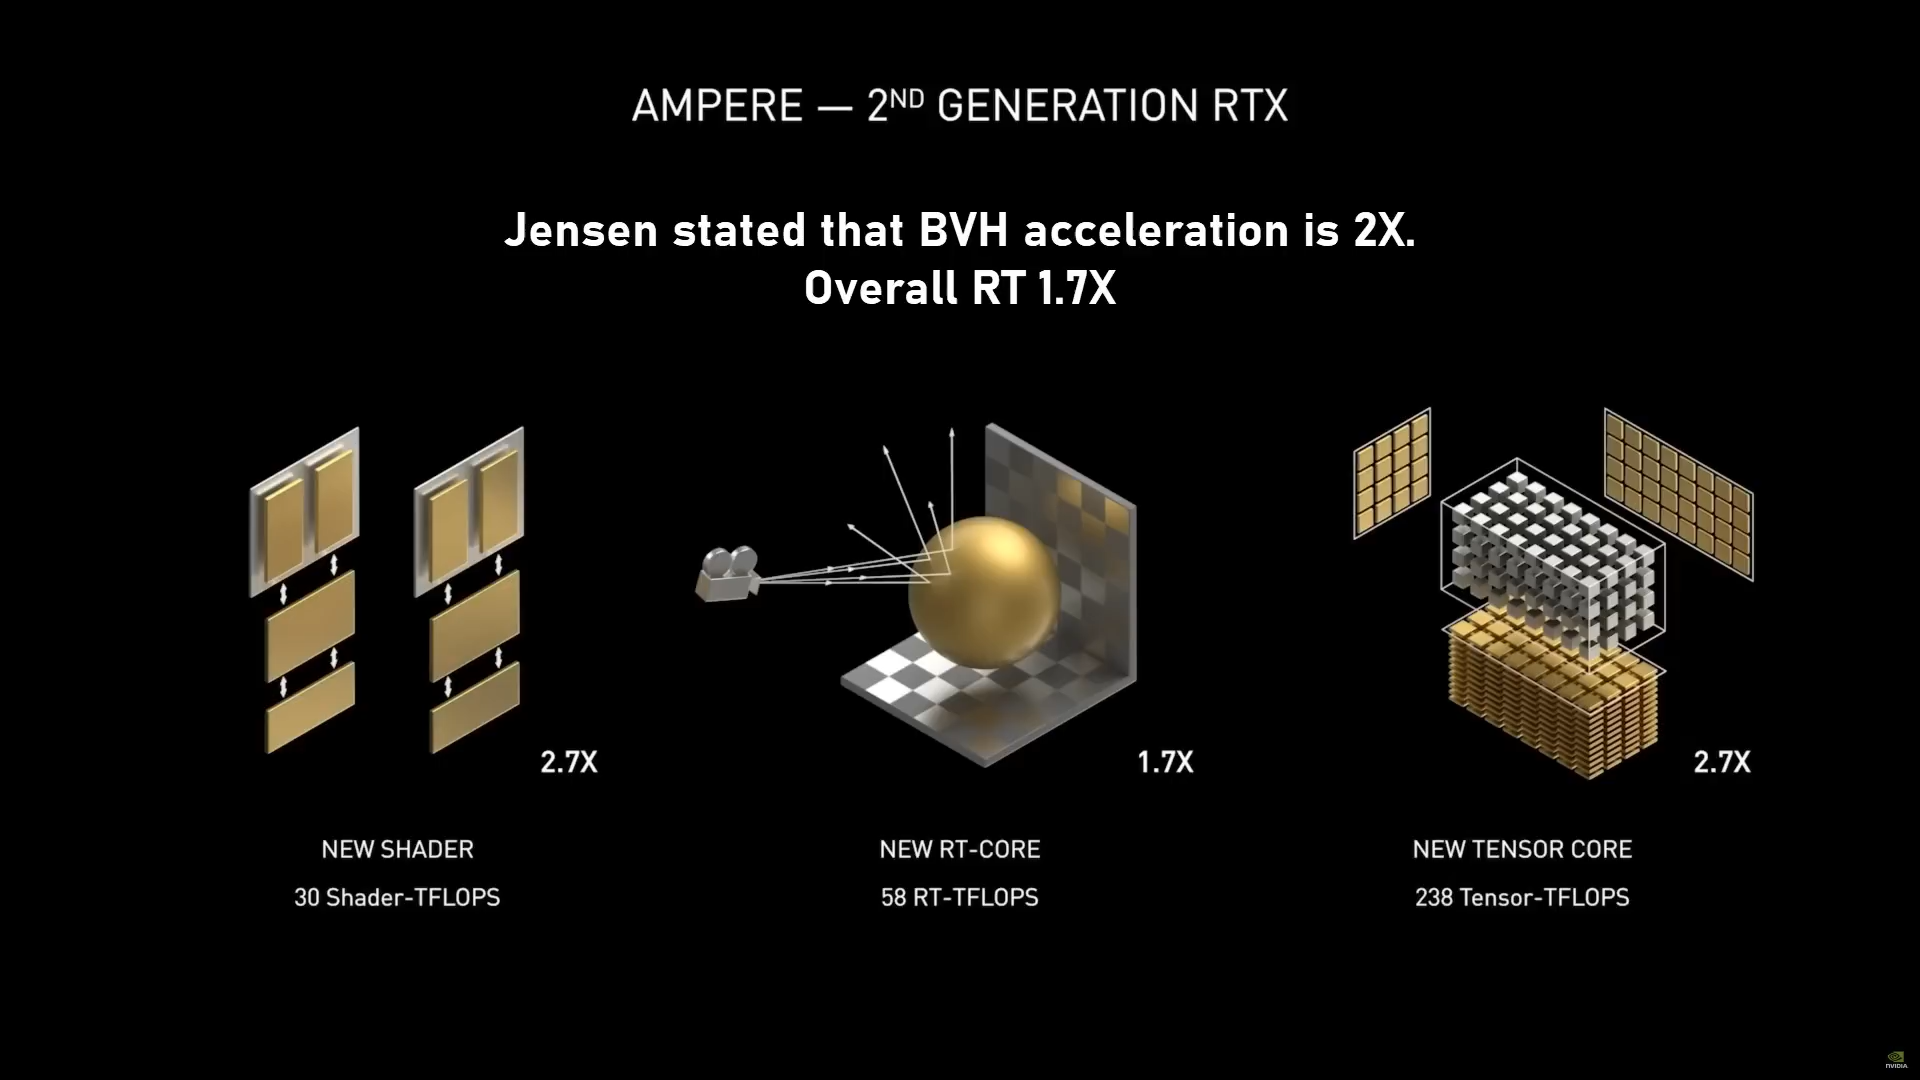 AMPERE — 2ND GENERATION RTX
Jensen stated that BVH acceleration is 2X.
Overall RT 1.7X
2.7X
1.7X
2.7X
NEW SHADER
NEW RT-CORE
NEW TENSOR CORE
30 Shader-TFLOPS
58 RT-TFLOPS
238 Tensor-TFLOPS
NVIDIA